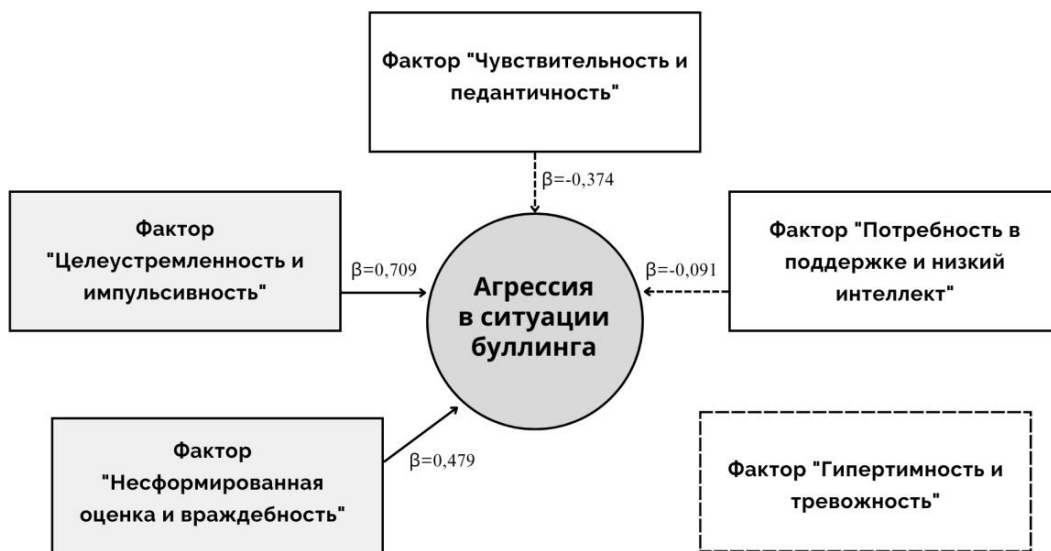 Фактор "Чувствительность и
педантичность"
β=-0,374
Фактор
"Целеустремленность и
импульсивность"
β=0,709
Агрессия
в ситуации
буллинга
β=-0,091
Фактор "Потребность в
поддержке и низкий
интеллект"
Фактор
"Несформированная
оценка и враждебность"
β=0,479
Фактор "Гипертимность и
тревожность"